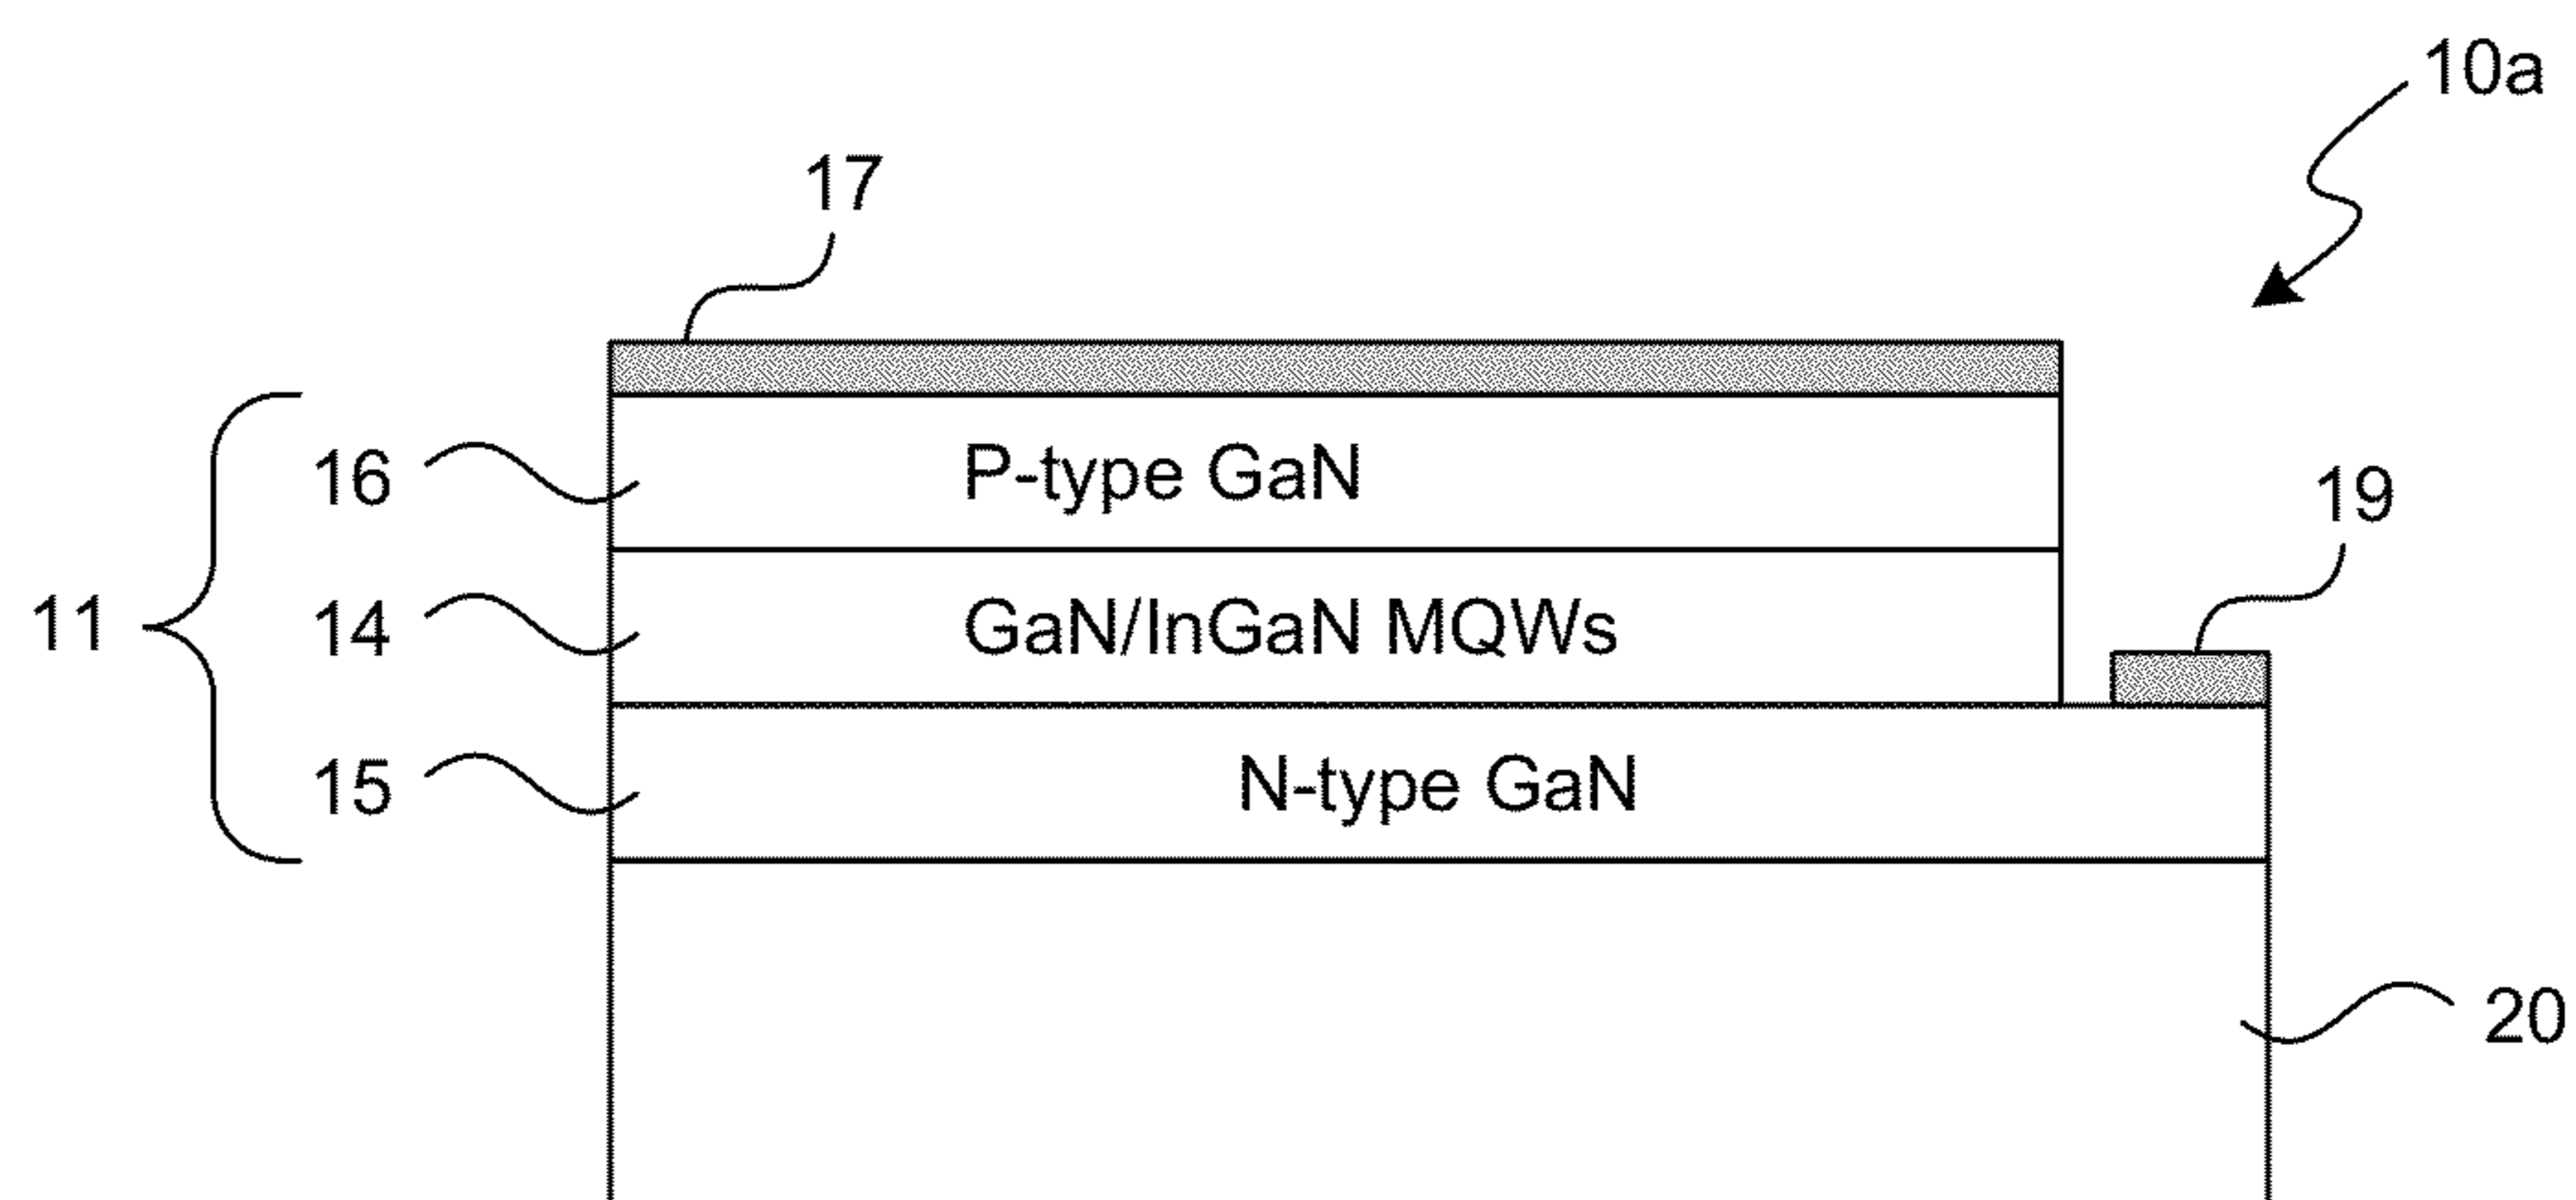 10a
17
16 P-type GaN
19
11 14 GaN/InGaN MQWs
15 N-type GaN
20